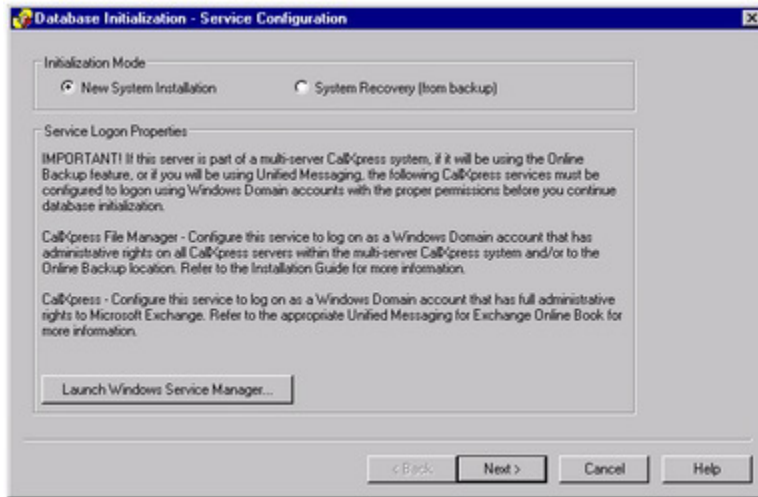 Database Initialization - Service Configuration
Initialization Mode
New System Installation
System Recovery (from backup)
Service Logon Properties
IMPORTANT! If this server is part of a multi-server CallXpress system, if it will be using the Online
Backup feature, or if you will be using Unified Messaging, the following CallXpress services must be
configured to logon using Windows Domain accounts with the proper permissions before you continue
database initialization.
CallXpress File Manager - Configure this service to log on as a Windows Domain account that has
administrative rights on all CallXpress servers within the multi-server CallXpress system and/or to the
Online Backup location. Refer to the Installation Guide for more information.
CallXpress - Configure this service to log on as a Windows Domain account that has full administrative
rights to Microsoft Exchange. Refer to the appropriate Unified Messaging for Exchange Online Book for
more information.
Launch Windows Service Manager...
< Back
Next >
Cancel
Help